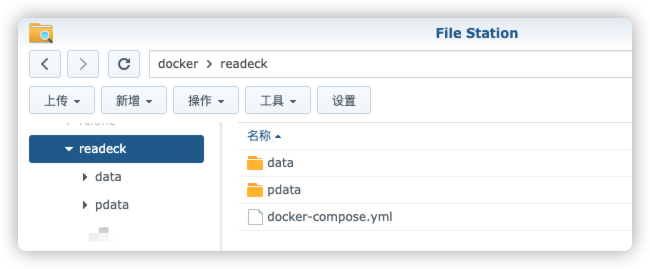 File Station
docker > readeck
上传 新增 操作 工具 设置
readeck
data
pdata
名称
data
pdata
docker-compose.yml